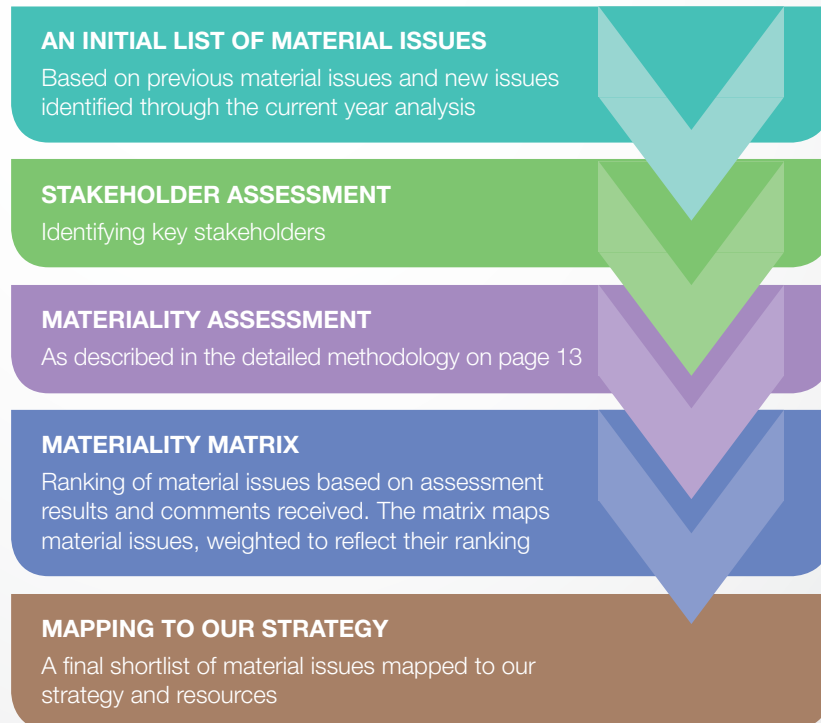 AN INITIAL LIST OF MATERIAL ISSUES
Based on previous material issues and new issues
identified through the current year analysis
STAKEHOLDER ASSESSMENT
Identifying key stakeholders
MATERIALITY ASSESSMENT
As described in the detailed methodology on page 13
MATERIALITY MATRIX
Ranking of material issues based on assessment
results and comments received. The matrix maps
material issues, weighted to reflect their ranking
MAPPING TO OUR STRATEGY
A final shortlist of material issues mapped to our
strategy and resources